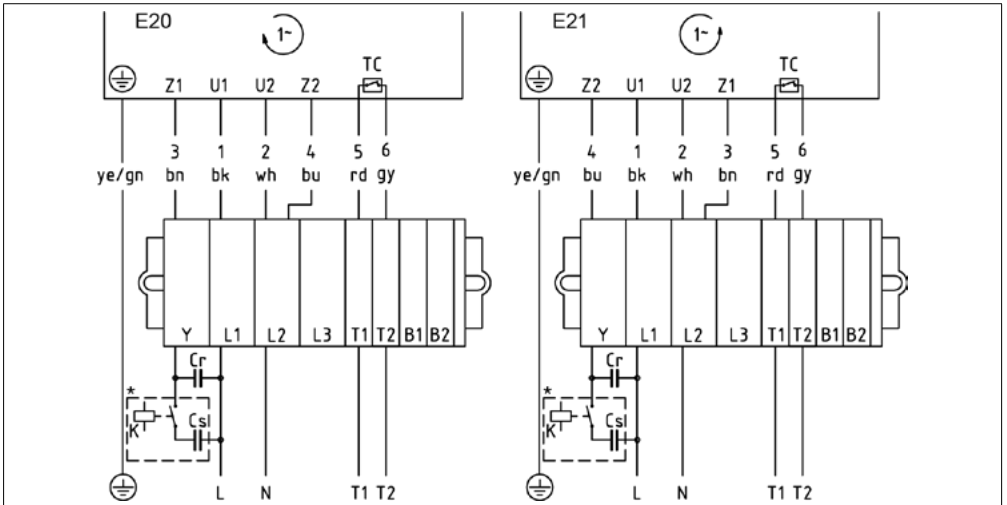 E20
1~
TC
Z1 U1 U2 Z2
3 1 2 4 5 6
ye/gn bn bk wh bu rd gy
Y L1 L2 L3 T1 T2 B1 B2
Cr
*
K
Cs
L N T1 T2
E21
1~
TC
Z2 U1 U2 Z1
4 1 2 3 5 6
ye/gn bu bk wh bn rd gy
Y L1 L2 L3 T1 T2 B1 B2
Cr
*
K
Cs
L N T1 T2